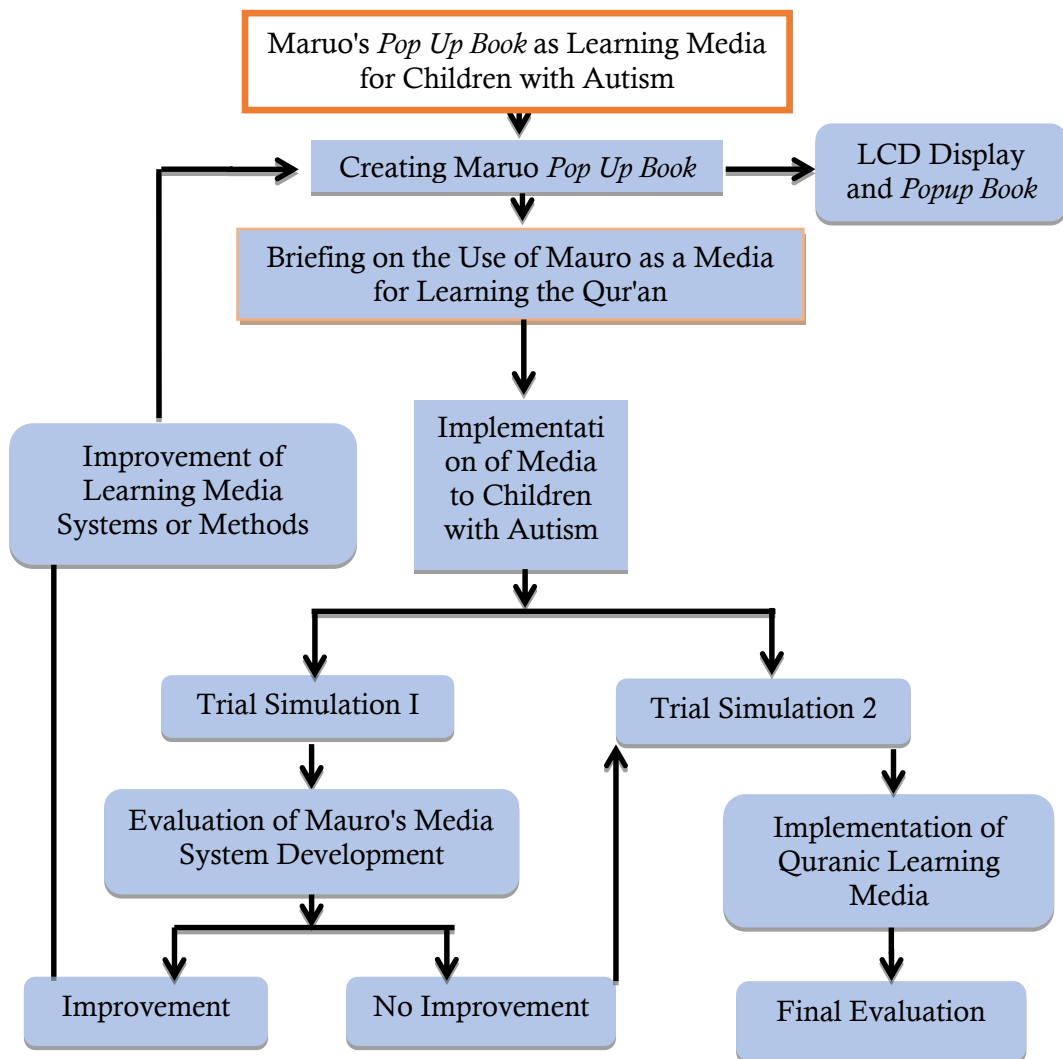 Maruo's Pop Up Book as Learning Media
for Children with Autism
Creating Maruo Pop Up Book
LCD Display
and Popup Book
Briefing on the Use of Mauro as a Media
for Learning the Qur'an
Implementati
on of Media
to Children
with Autism
Improvement of
Learning Media
Systems or Methods
Trial Simulation I
Trial Simulation 2
Evaluation of Mauro's Media
System Development
Implementation of
Quranic Learning
Media
Improvement
No Improvement
Final Evaluation